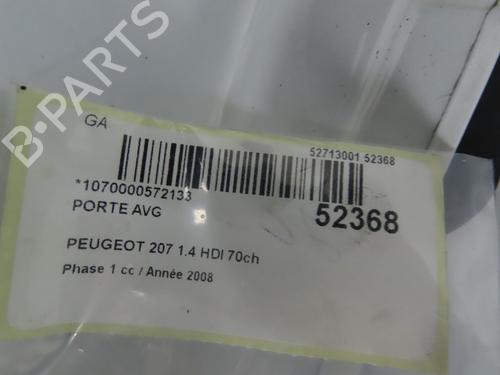 GA
52713001 52368
*1070000572133
PORTE AVG
52368
PEUGEOT 207 1.4 HDI 70ch
Phase 1 cc / Année 2008
B-PARTS